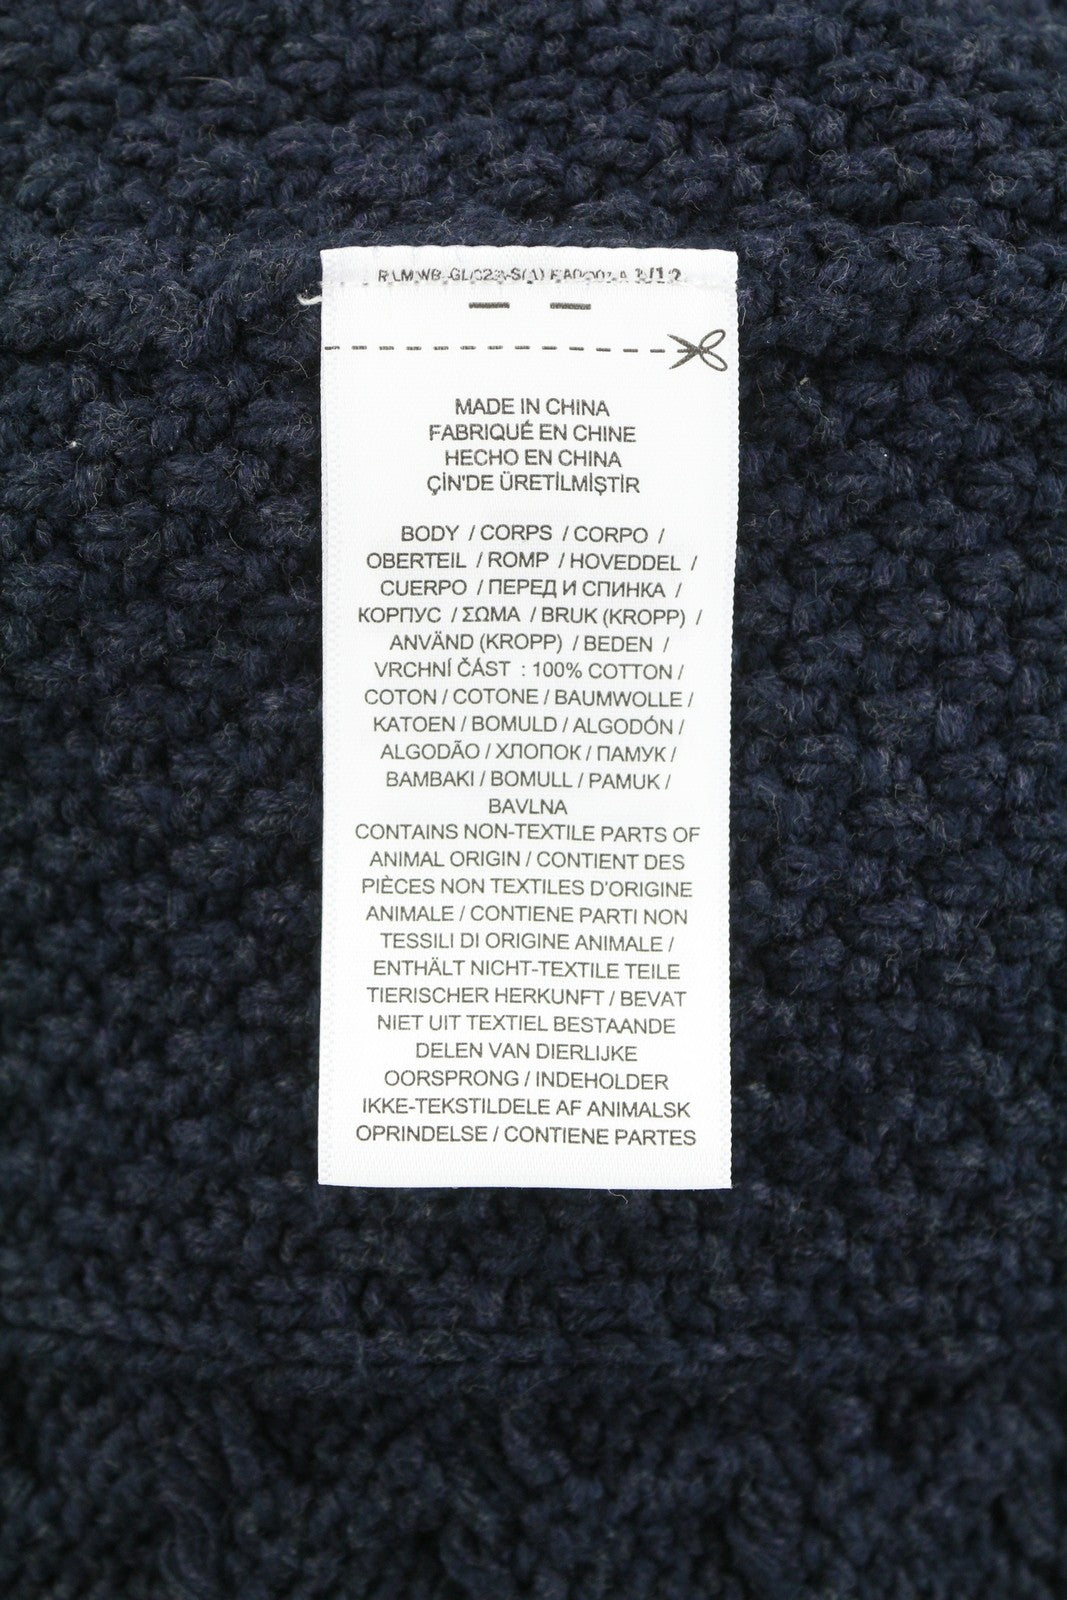 3/12
MADE IN CHINA
FABRIQUÉ EN CHINE
HECHO EN CHINA
ÇİN'DE ÜRETİLMİŞTİR
BODY / CORPS / CORPO /
OBERTEIL / ROMP / HOVEDDEL /
CUERPO / ПЕРЕД И СПИНКА /
КОРПУС / ΣΩΜΑ / BRUK (KROPP) /
ANVÄND (KROPP) / BEDEN /
VRCHNÍ ČÁST : 100% COTTON /
COTON / COTONE / BAUMWOLLE /
KATOEN / BOMULD / ALGODÓN /
ALGODÃO / ХЛОПОК / ПАМУК /
BAMBAKI / BOMULL / PAMUK /
BAVLNA
CONTAINS NON-TEXTILE PARTS OF
ANIMAL ORIGIN / CONTIENT DES
PIÈCES NON TEXTILES D'ORIGINE
ANIMALE / CONTIENE PARTI NON
TESSILI DI ORIGINE ANIMALE /
ENTHÄLT NICHT-TEXTILE TEILE
TIERISCHER HERKUNFT / BEVAT
NIET UIT TEXTIEL BESTAANDE
DELEN VAN DIERLIJKE
OORSPRONG / INDEHOLDER
IKKE-TEKSTILDELE AF ANIMALSK
OPRINDELSE / CONTIENE PARTES